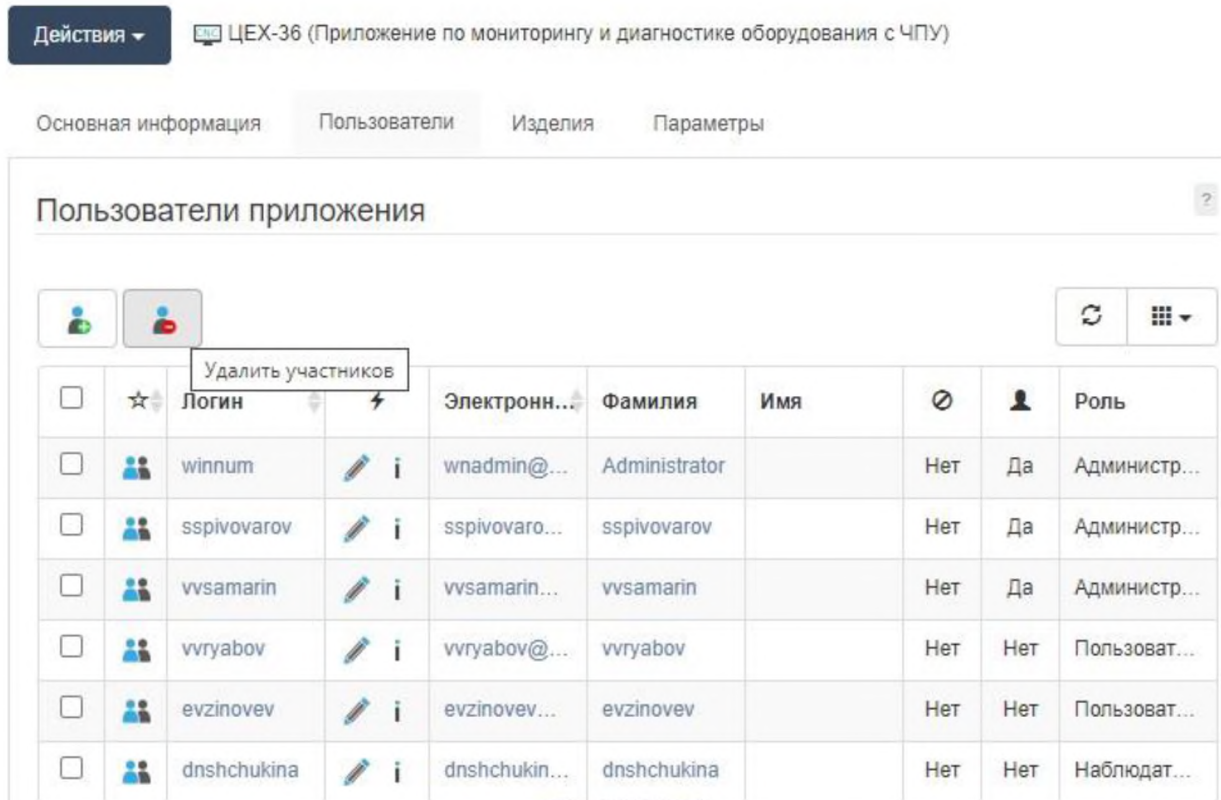 Действия
CNC ЦЕХ-36 (Приложение по мониторингу и диагностике оборудования с ЧПУ)
Основная информация Пользователи Изделия Параметры
Пользователи приложения ?
Удалить участников
Логин Электронн... Фамилия Имя Роль
winnum i wnadmin@... Administrator Нет Да Администр...
sspivovarov i sspivovaro... sspivovarov Нет Да Администр...
vvsamarin i vvsamarin... vvsamarin Нет Да Администр...
vvryabov i vvryabov@... vvryabov Нет Нет Пользоват...
evzinovev i evzinovev... evzinovev Нет Нет Пользоват...
dnshchukina i dnshchukin... dnshchukina Нет Нет Наблюдат...